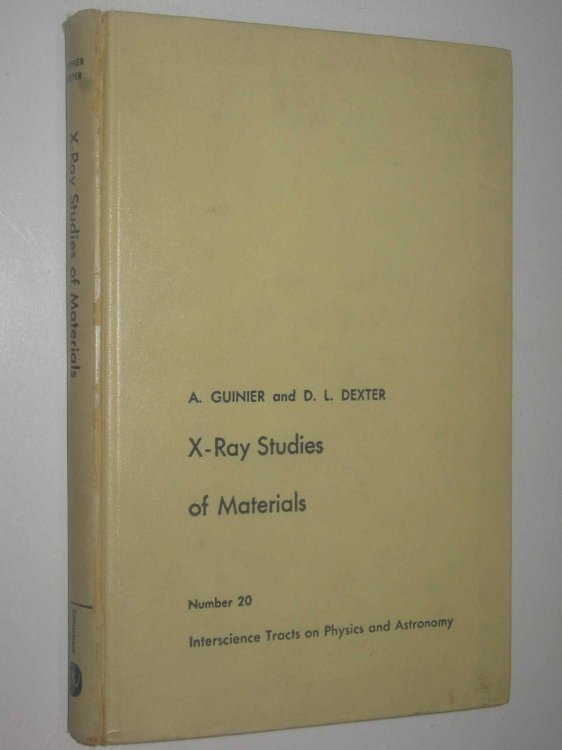 A. GUINIER and D. L. DEXTER
X-Ray Studies
of Materials
Number 20
Interscience Tracts on Physics and Astronomy
X-Ray Studies of Materials
Interscience